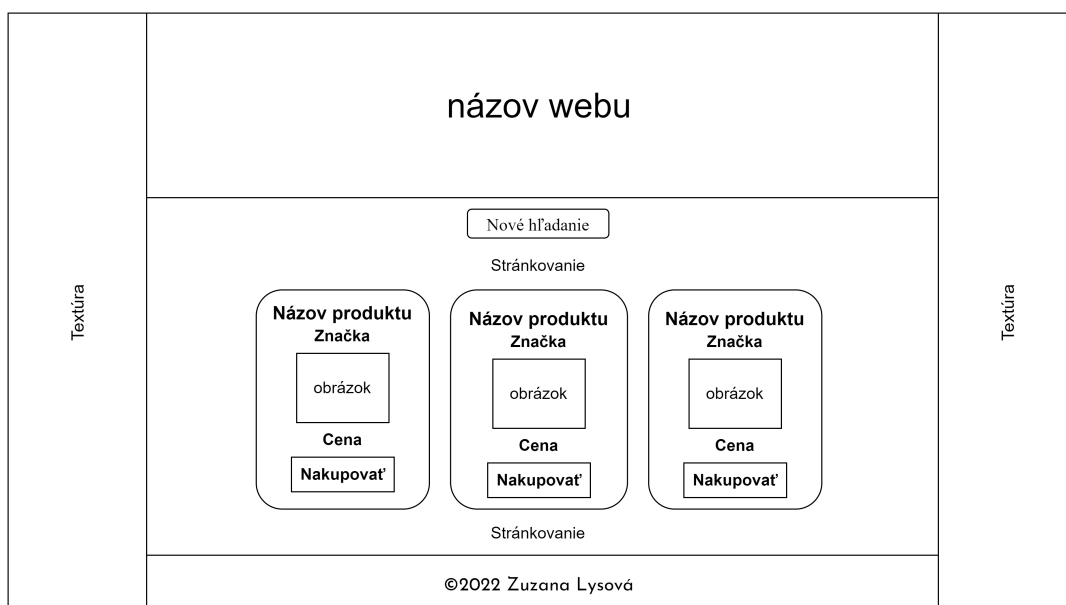 názov webu
Nové hľadanie
Stránkovanie
Textúra
Textúra
Názov produktu
Značka
obrázok
Cena
Nakupovať
Názov produktu
Značka
obrázok
Cena
Nakupovať
Názov produktu
Značka
obrázok
Cena
Nakupovať
Stránkovanie
©2022 Zuzana Lysová